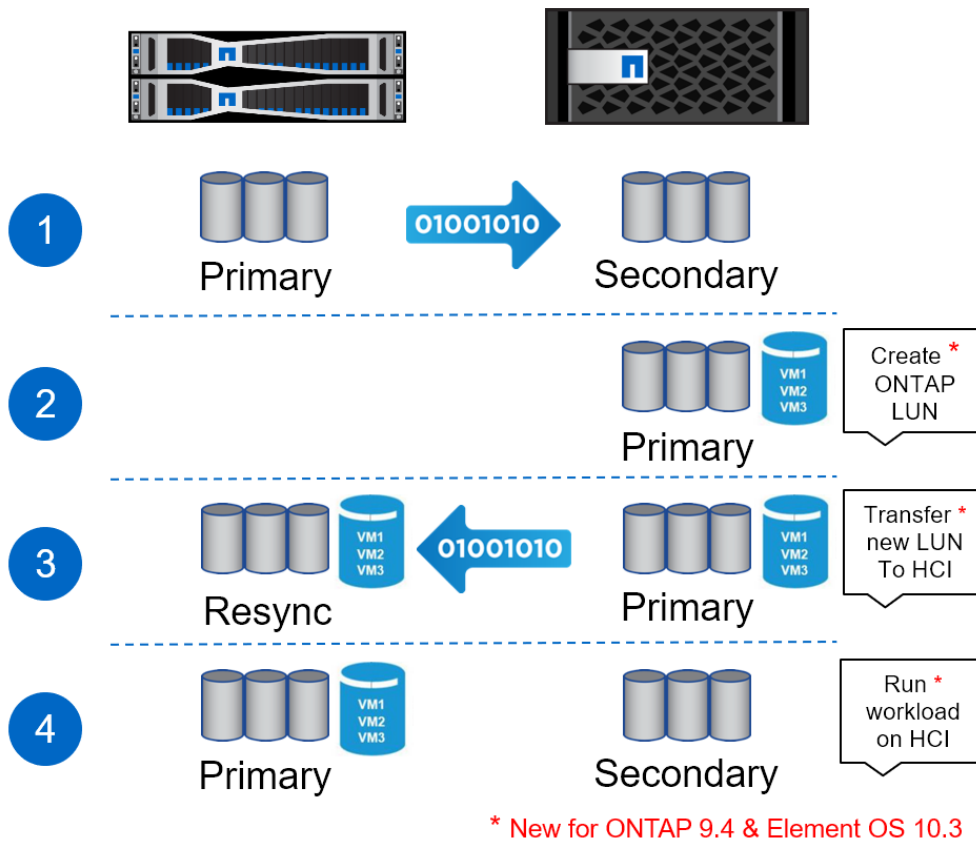 1
01001010
Primary
Secondary
2
VM1
VM2
VM3
Primary
Create *
ONTAP
LUN
3
VM1
VM2
VM3
Resync
01001010
VM1
VM2
VM3
Primary
Transfer *
new LUN
To HCI
4
VM1
VM2
VM3
Primary
Secondary
Run *
workload
on HCI
* New for ONTAP 9.4 & Element OS 10.3